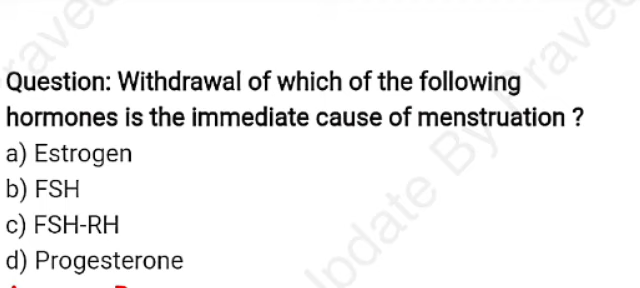 Question: Withdrawal of which of the following
hormones is the immediate cause of menstruation ?
a) Estrogen
b) FSH
c) FSH-RH
d) Progesterone